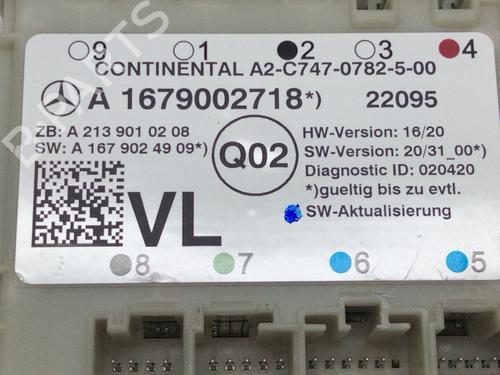 9 1 2 3 4
CONTINENTAL A2-C747-0782-5-00
A 1679002718*) 22095
ZB: A 213 901 02 08
SW: A 167 902 49 09*)
Q02
HW-Version: 16/20
SW-Version: 20/31_00*)
Diagnostic ID: 020420
*)gueltig bis zu evtl.
SW-Aktualisierung
VL
8 7 6 5
B-PARTS